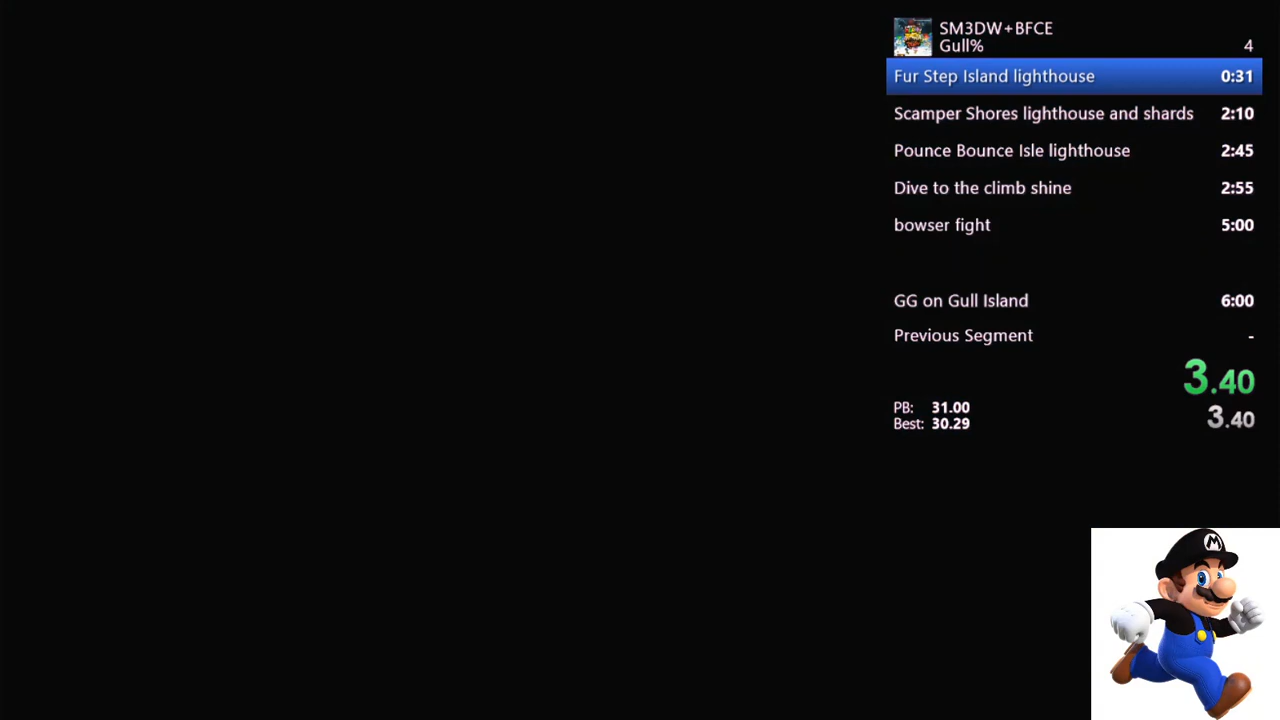 SM3DW+BFCE
Gull% 4
Fur Step Island lighthouse 0:31
Scamper Shores lighthouse and shards 2:10
Pounce Bounce Isle lighthouse 2:45
Dive to the climb shine 2:55
bowser fight 5:00
GG on Gull Island 6:00
Previous Segment -
3.40
PB: 31.00
Best: 30.29
3.40
M